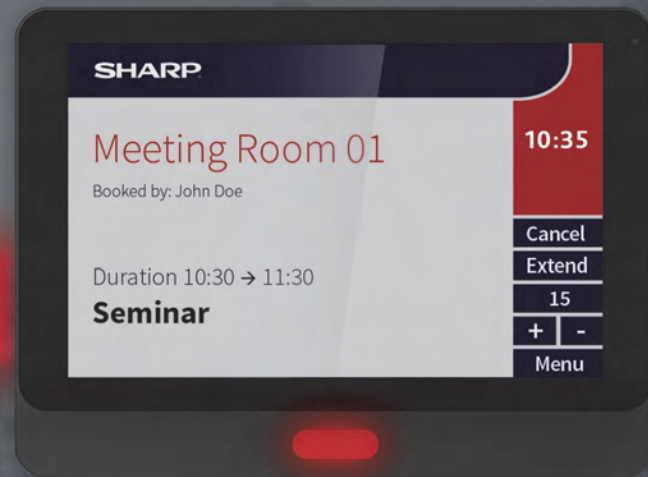 SHARP
Meeting Room 01
Booked by: John Doe
Duration 10:30 → 11:30
Seminar
10:35
Cancel
Extend
15
+ -
Menu